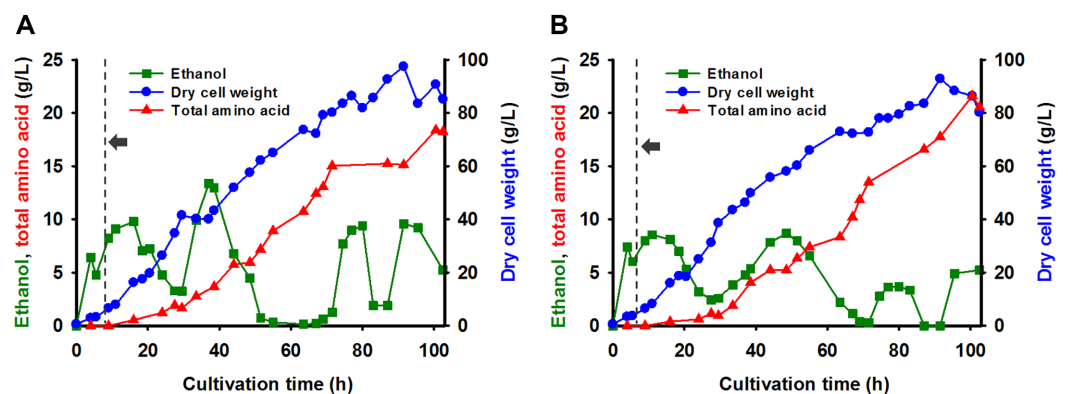 A
Ethanol, total amino acid (g/L)
25
20
15
10
5
0
Ethanol
Dry cell weight
Total amino acid
100
80
60
40
20
0
Dry cell weight (g/L)
0 20 40 60 80 100
Cultivation time (h)
B
Ethanol, total amino acid (g/L)
25
20
15
10
5
0
Ethanol
Dry cell weight
Total amino acid
100
80
60
40
20
0
Dry cell weight (g/L)
0 20 40 60 80 100
Cultivation time (h)